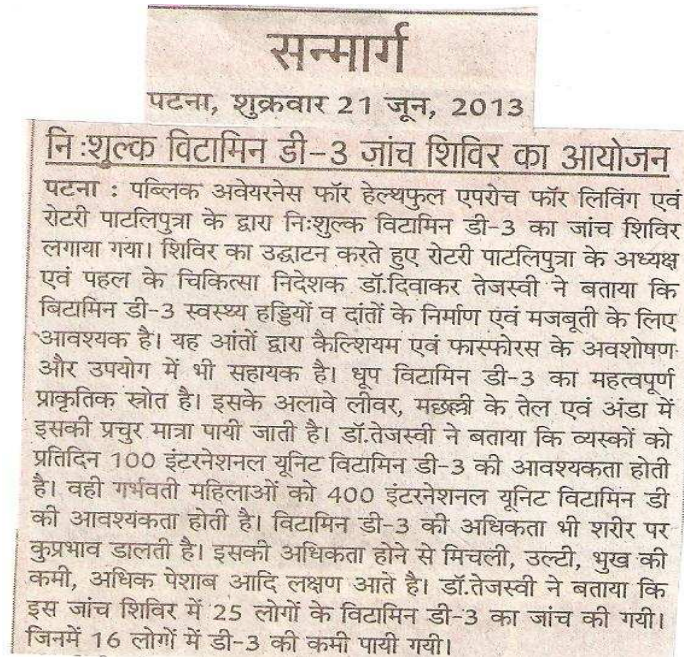 सन्मार्ग
पटना, शुक्रवार 21 जून, 2013
नि:शुल्क विटामिन डी-3 जांच शिविर का आयोजन
पटना : पब्लिक अवेयरनेस फॉर हेल्थफुल एपरोच फॉर लिविंग एवं
रोटरी पाटलिपुत्रा के द्वारा निःशुल्क विटामिन डी-3 का जांच शिविर
लगाया गया। शिविर का उद्घाटन करते हुए रोटरी पाटलिपुत्रा के अध्यक्ष
एवं पहल के चिकित्सा निदेशक डॉ.दिवाकर तेजस्वी ने बताया कि
बिटामिन डी-3 स्वस्थ्य हड्डियों व दांतों के निर्माण एवं मजबूती के लिए
आवश्यक है। यह आंतों द्वारा कैल्शियम एवं फास्फोरस के अवशोषण
और उपयोग में भी सहायक है। धूप विटामिन डी-3 का महत्वपूर्ण
प्राकृतिक स्रोत है। इसके अलावे लीवर, मछली के तेल एवं अंडा में
इसकी प्रचुर मात्रा पायी जाती है। डॉ.तेजस्वी ने बताया कि व्यस्कों को
प्रतिदिन 100 इंटरनेशनल यूनिट विटामिन डी-3 की आवश्यकता होती
है। वही गर्भवती महिलाओं को 400 इंटरनेशनल यूनिट विटामिन डी
की आवश्यकता होती है। विटामिन डी-3 की अधिकता भी शरीर पर
कुप्रभाव डालती है। इसकी अधिकता होने से मिचली, उल्टी, भुख की
कमी, अधिक पेशाब आदि लक्षण आते है। डॉ.तेजस्वी ने बताया कि
इस जांच शिविर में 25 लोगों के विटामिन डी-3 का जांच की गयी।
जिनमें 16 लोगों में डी-3 की कमी पायी गयी।